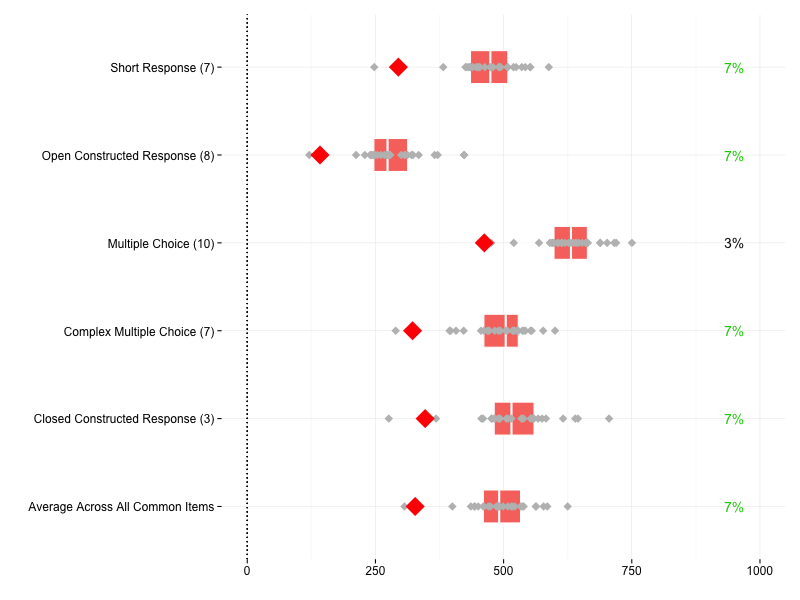 Short Response (7) 7%
Open Constructed Response (8) 7%
Multiple Choice (10) 3%
Complex Multiple Choice (7) 7%
Closed Constructed Response (3) 7%
Average Across All Common Items 7%
0 250 500 750 1000